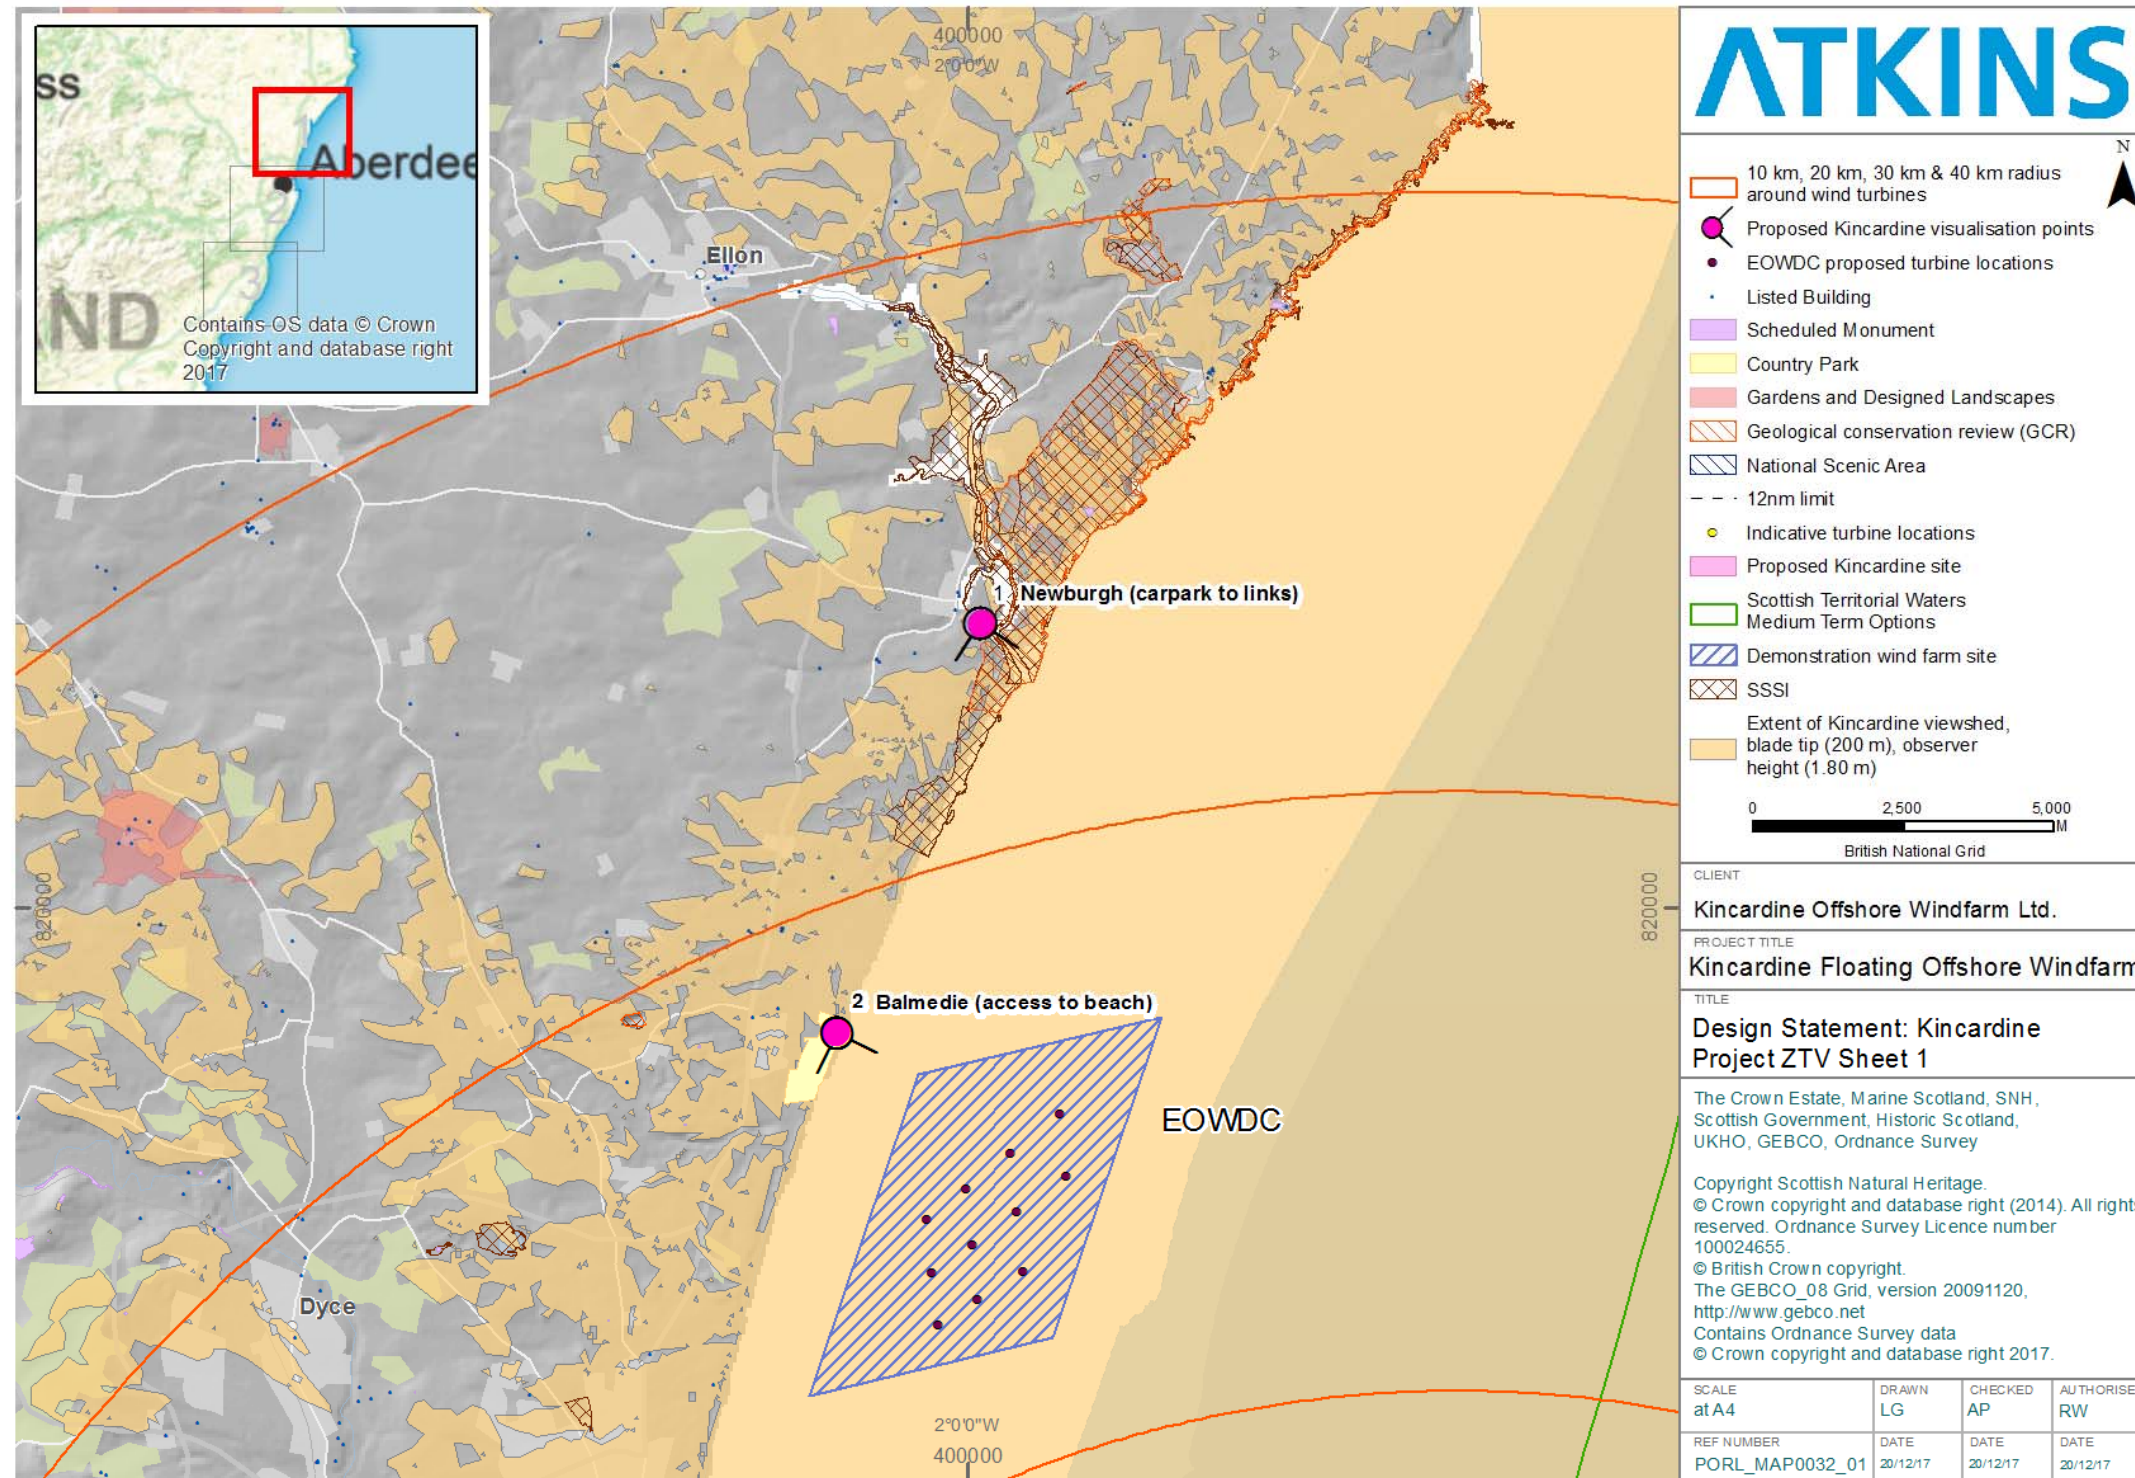 ss
Aberdee
1
2
3
ND
Contains OS data © Crown
Copyright and database right
2017
400000
2°0'0"W
Ellon
1 Newburgh (carpark to links)
820000
820000
2 Balmedie (access to beach)
EOWDC
Dyce
2°0'0"W
400000
ATKINS
N
10 km, 20 km, 30 km & 40 km radius
around wind turbines
Proposed Kincardine visualisation points
EOWDC proposed turbine locations
Listed Building
Scheduled Monument
Country Park
Gardens and Designed Landscapes
Geological conservation review (GCR)
National Scenic Area
12nm limit
Indicative turbine locations
Proposed Kincardine site
Scottish Territorial Waters
Medium Term Options
Demonstration wind farm site
SSSI
Extent of Kincardine viewshed,
blade tip (200 m), observer
height (1.80 m)
0 2,500 5,000
M
British National Grid
CLIENT
Kincardine Offshore Windfarm Ltd.
PROJECT TITLE
Kincardine Floating Offshore Windfarm
TITLE
Design Statement: Kincardine
Project ZTV Sheet 1
The Crown Estate, Marine Scotland, SNH,
Scottish Government, Historic Scotland,
UKHO, GEBCO, Ordnance Survey
Copyright Scottish Natural Heritage.
© Crown copyright and database right (2014). All rights
reserved. Ordnance Survey Licence number
100024655.
© British Crown copyright.
The GEBCO_08 Grid, version 20091120,
http://www.gebco.net
Contains Ordnance Survey data
© Crown copyright and database right 2017.
SCALE DRAWN CHECKED AUTHORISE
at A4 LG AP RW
REF NUMBER DATE DATE DATE
PORL_MAP0032_01 20/12/17 20/12/17 20/12/17